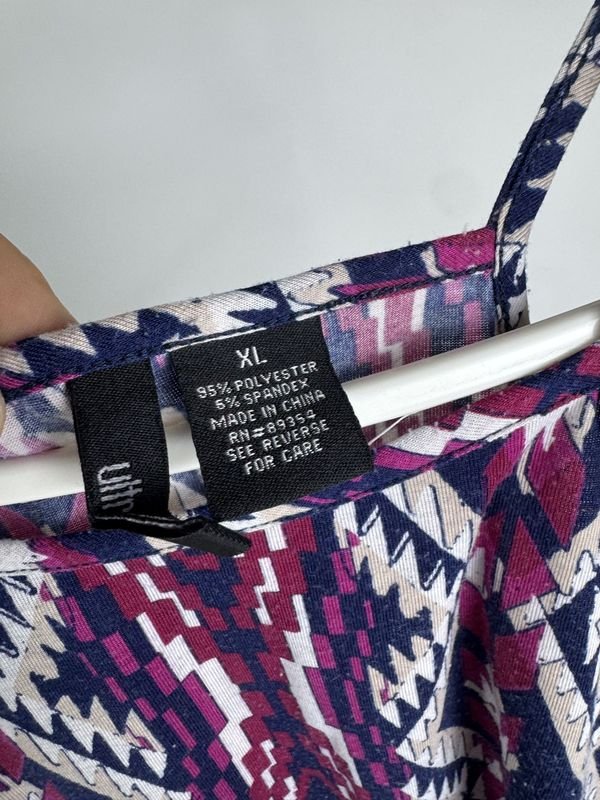 XL
95% POLYESTER
5% SPANDEX
MADE IN CHINA
RN#89354
SEE REVERSE
FOR CARE